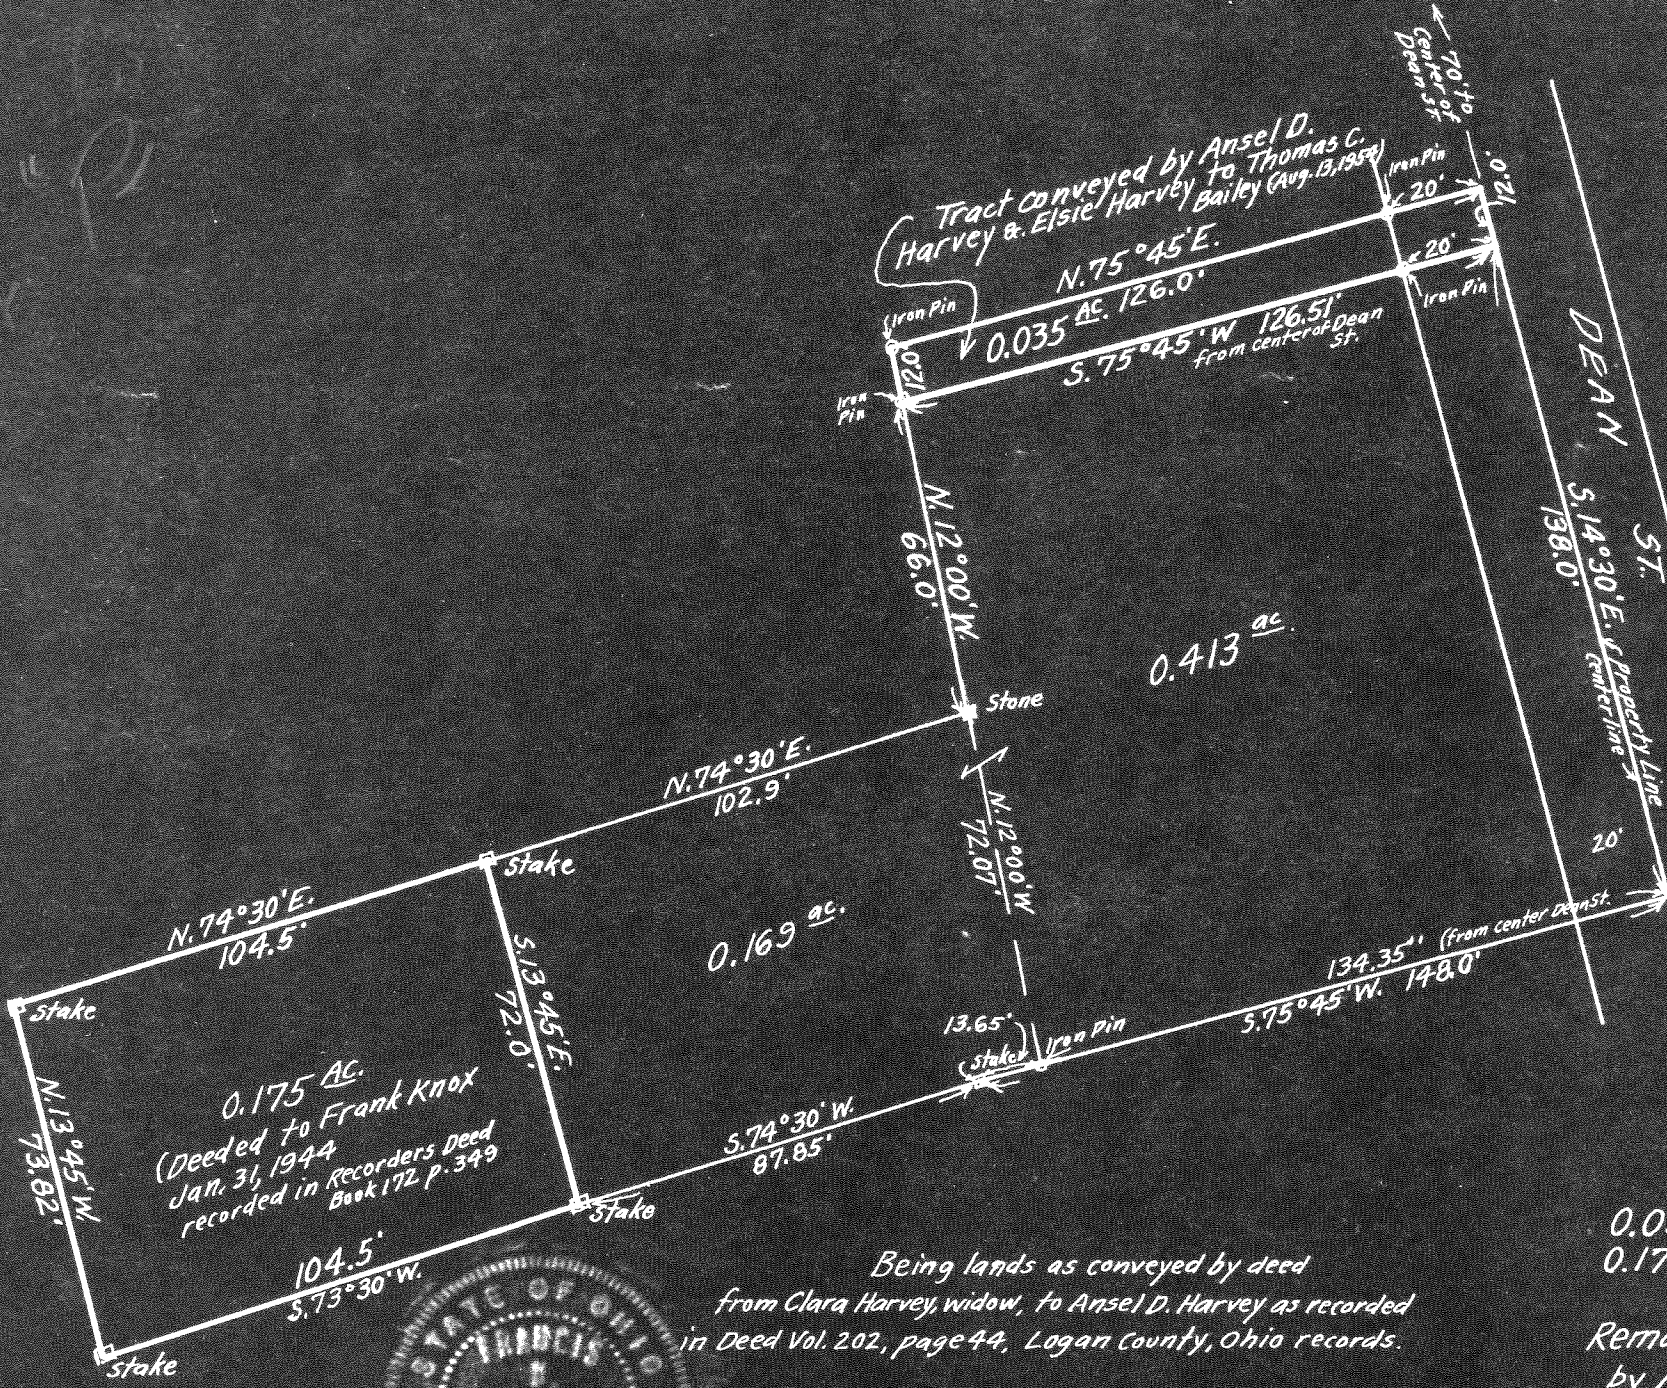 70' to
Center of
Dean St.
Tract conveyed by Ansel D.
Harvey & Elsie Harvey to Thomas C.
Bailey (Aug. 13, 1954)
Iron Pin
20'
12.0'
N. 75°45' E.
20'
Iron Pin
Iron Pin
0.035 AC. 126.0'
S. 75°45' W 126.51'
from center of Dean
St.
12.0'
Iron
Pin
DEAN ST.
N. 12°00' W.
66.0'
S. 14°30' E.
138.0'
Property Line
Centerline
0.413 ac.
Stone
N. 74°30' E.
102.9'
N. 12°00' W
72.07'
20'
Stake
N. 74°30' E.
104.5'
0.169 ac.
S. 13°45' E.
72.0'
134.35' (from center Dean St.
S. 75°45' W. 148.0'
Stake
13.65'
Stake
Iron Pin
N. 13°45' W.
73.82'
0.175 AC.
(Deeded to Frank Knox
Jan. 31, 1944
recorded in Recorders Deed
Book 172 p. 349
S. 74°30' W.
87.85'
Stake
104.5'
S. 73°30' W.
Stake
STATE OF OHIO
Being lands as conveyed by deed
from Clara Harvey, widow, to Ansel D. Harvey as recorded
in Deed Vol. 202, page 44, Logan County, Ohio records.
0.0
0.17
Rema
by